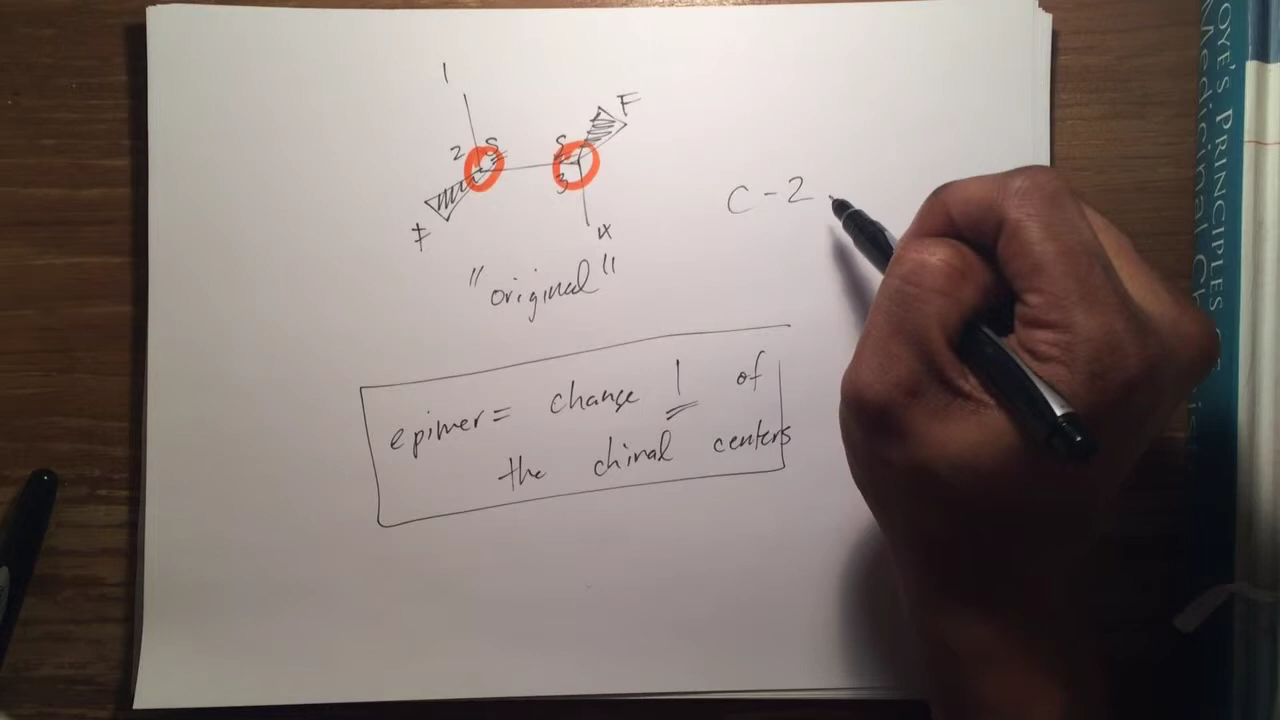 1
F
2 S S
3
F
4
"original"
C-2
epimer= change 1 of
the chiral centers
OYE'S PRINCIPLES O
Medicinal Ch